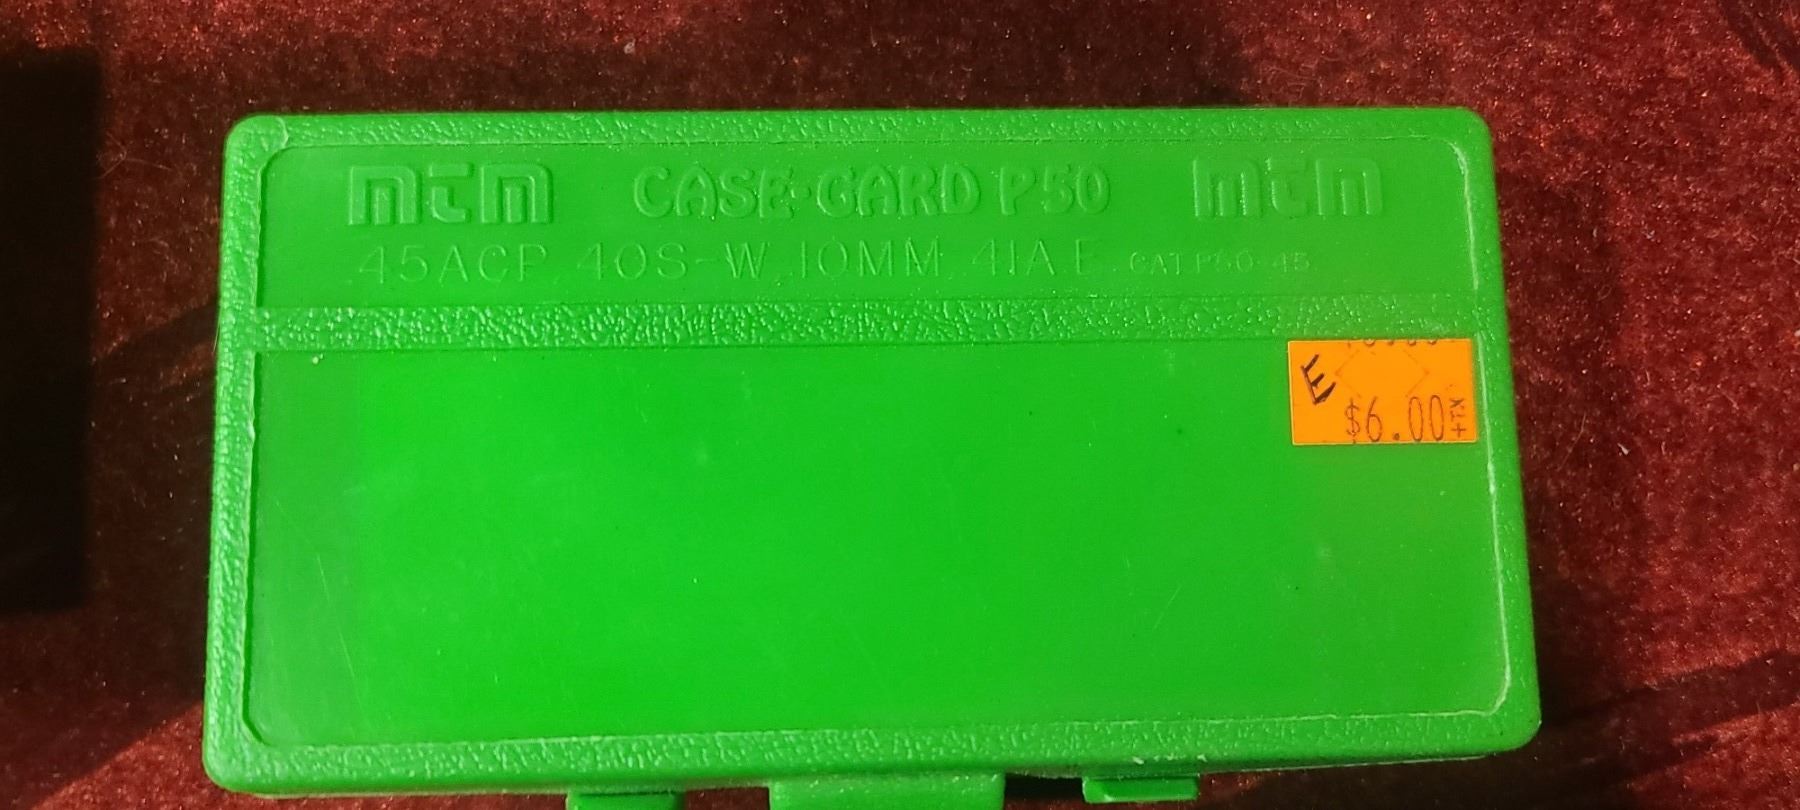 MTM CASE·GARD P50 MTM
45ACP 40S-W 10MM 41A.E. CAT.P50-45
E
$6.00